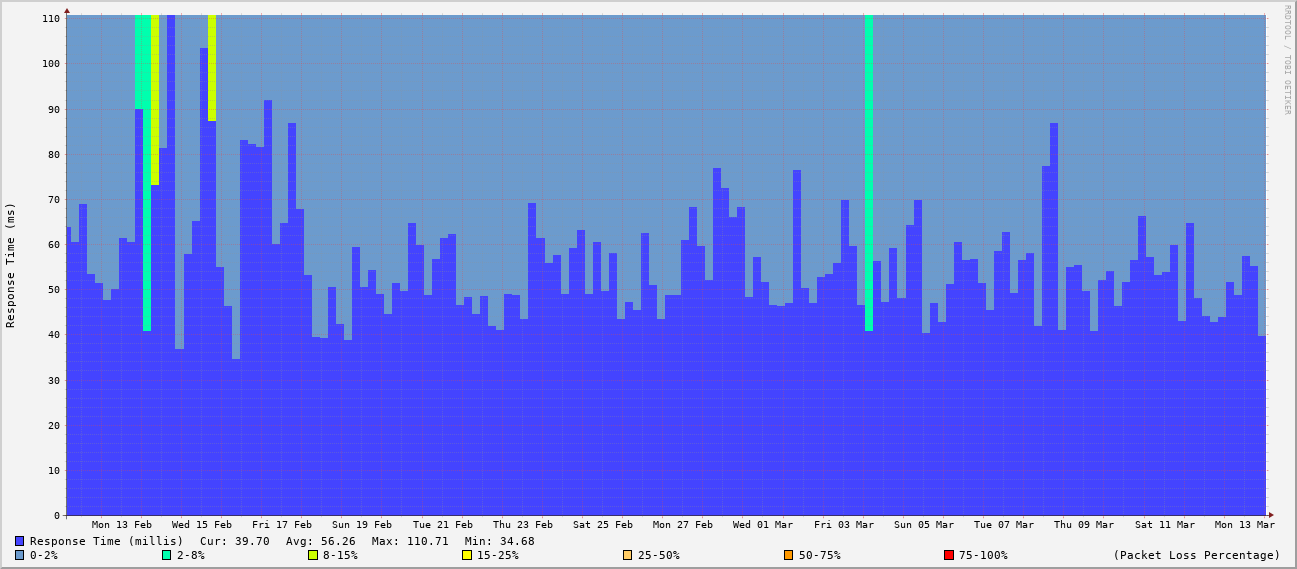 RRDTOOL / TOBI OETIKER
Response Time (ms)
110
100
90
80
70
60
50
40
30
20
10
0
Mon 13 Feb Wed 15 Feb Fri 17 Feb Sun 19 Feb Tue 21 Feb Thu 23 Feb Sat 25 Feb Mon 27 Feb Wed 01 Mar Fri 03 Mar Sun 05 Mar Tue 07 Mar Thu 09 Mar Sat 11 Mar Mon 13 Mar
Response Time (millis) Cur: 39.70 Avg: 56.26 Max: 110.71 Min: 34.68
0-2% 2-8% 8-15% 15-25% 25-50% 50-75% 75-100% (Packet Loss Percentage)